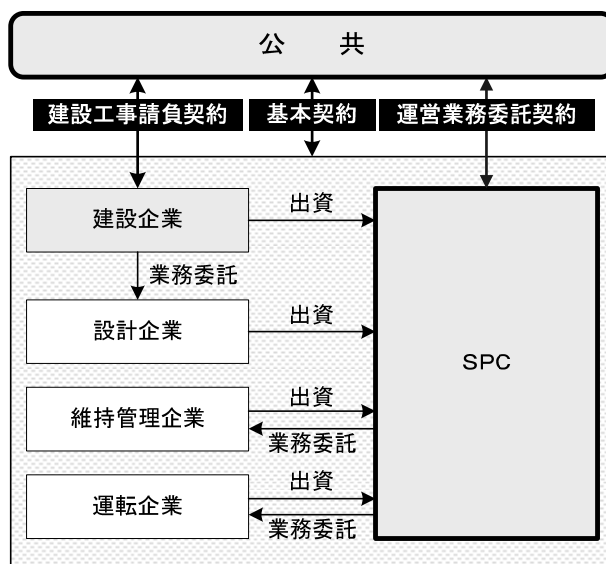 公　共
建設工事請負契約
基本契約
運営業務委託契約
建設企業
出資
業務委託
設計企業
出資
SPC
維持管理企業
出資
業務委託
運転企業
出資
業務委託